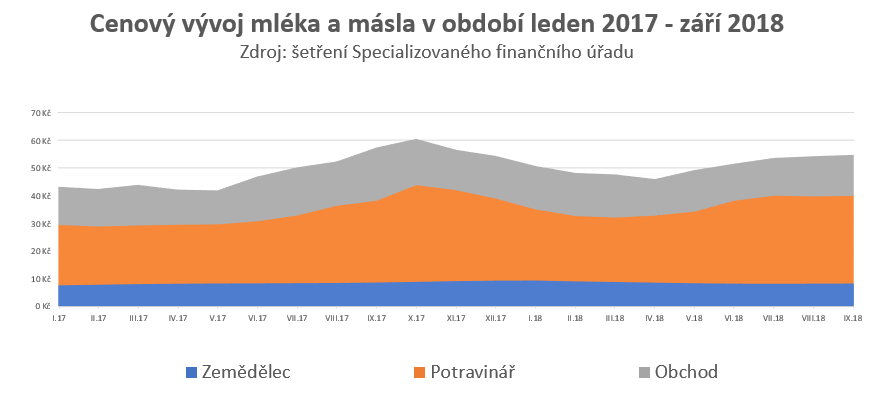 Cenový vývoj mléka a másla v období leden 2017 - září 2018
Zdroj: šetření Specializovaného finančního úřadu
70 Kč
60 Kč
50 Kč
40 Kč
30 Kč
20 Kč
10 Kč
0 Kč
I.17 II.17 III.17 IV.17 V.17 VI.17 VII.17 VIII.17 IX.17 X.17 XI.17 XII.17 I.18 II.18 III.18 IV.18 V.18 VI.18 VII.18 VIII.18 IX.18
Zemědělec Potravinář Obchod